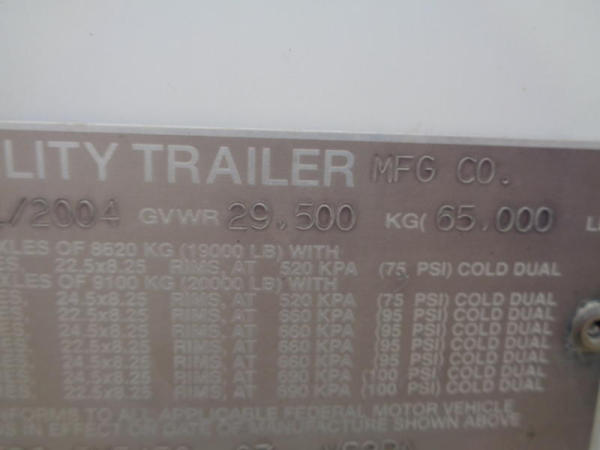 ILITY TRAILER MFG CO.
/2004 GVWR 29,500 KG( 65,000 L
XLES OF 8620 KG (19000 LB) WITH
ES, 22.5x8.25 RIMS, AT 520 KPA (75 PSI) COLD DUAL
XLES OF 9100 KG (20000 LB) WITH
24.5x8.25 RIMS, AT 520 KPA (75 PSI) COLD DUAL
22.5x8.25 RIMS, AT 660 KPA (95 PSI) COLD DUAL
24.5x8.25 RIMS, AT 660 KPA (95 PSI) COLD DUAL
22.5x8.25 RIMS, AT 660 KPA (95 PSI) COLD DUAL
24.5x8.25 RIMS, AT 660 KPA (95 PSI) COLD DUAL
24.5x8.25 RIMS, AT 690 KPA (100 PSI) COLD DUAL
22.5x8.25 RIMS, AT 690 KPA (100 PSI) COLD DUAL
NFORMS TO ALL APPLICABLE FEDERAL MOTOR VEHICLE
S IN EFFECT ON DATE OF MANUFACTURE SHOWN ABOVE